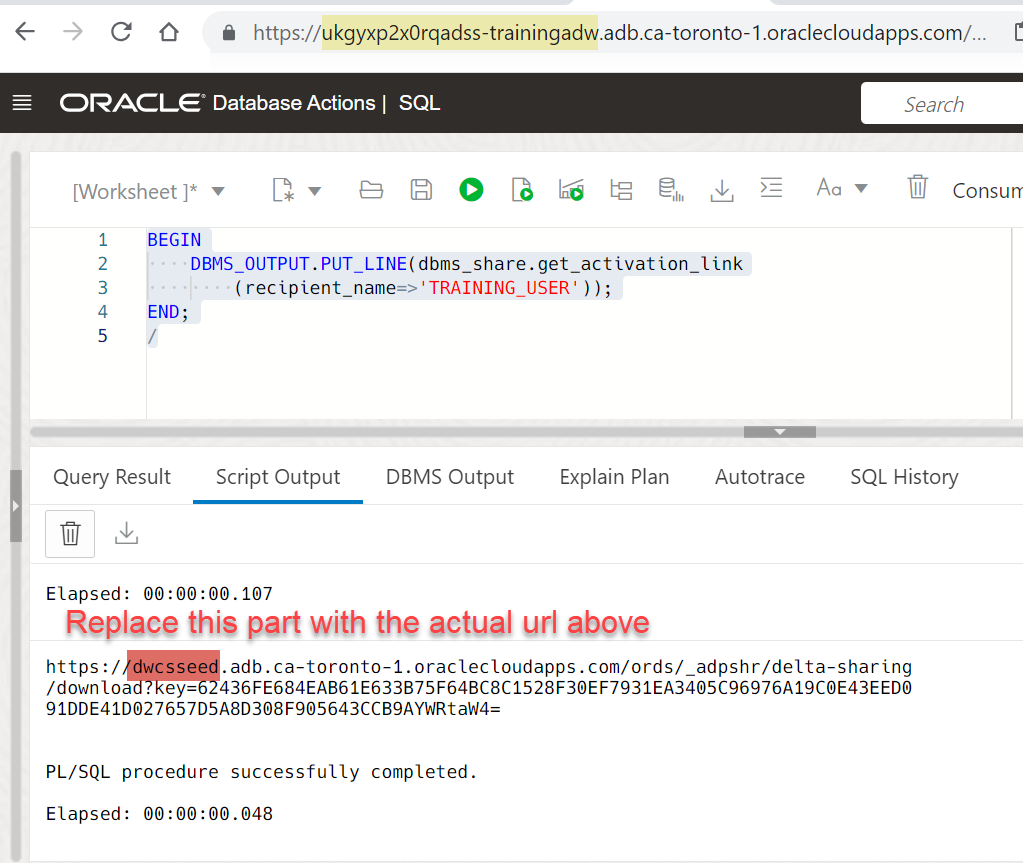 https://ukgyxp2x0rqadss-trainingadw.adb.ca-toronto-1.oraclecloudapps.com/...
ORACLE® Database Actions | SQL
Search
[Worksheet ]*
Aa
Consum
1 BEGIN
2 ····DBMS_OUTPUT.PUT_LINE(dbms_share.get_activation_link
3 ········(recipient_name=>'TRAINING_USER'));
4 END;
5 /
Query Result Script Output DBMS Output Explain Plan Autotrace SQL History
Elapsed: 00:00:00.107
Replace this part with the actual url above
https://dwcsseed.adb.ca-toronto-1.oraclecloudapps.com/ords/_adpshr/delta-sharing
/download?key=62436FE684EAB61E633B75F64BC8C1528F30EF7931EA3405C96976A19C0E43EED0
91DDE41D027657D5A8D308F905643CCB9AYWRtaW4=
PL/SQL procedure successfully completed.
Elapsed: 00:00:00.048